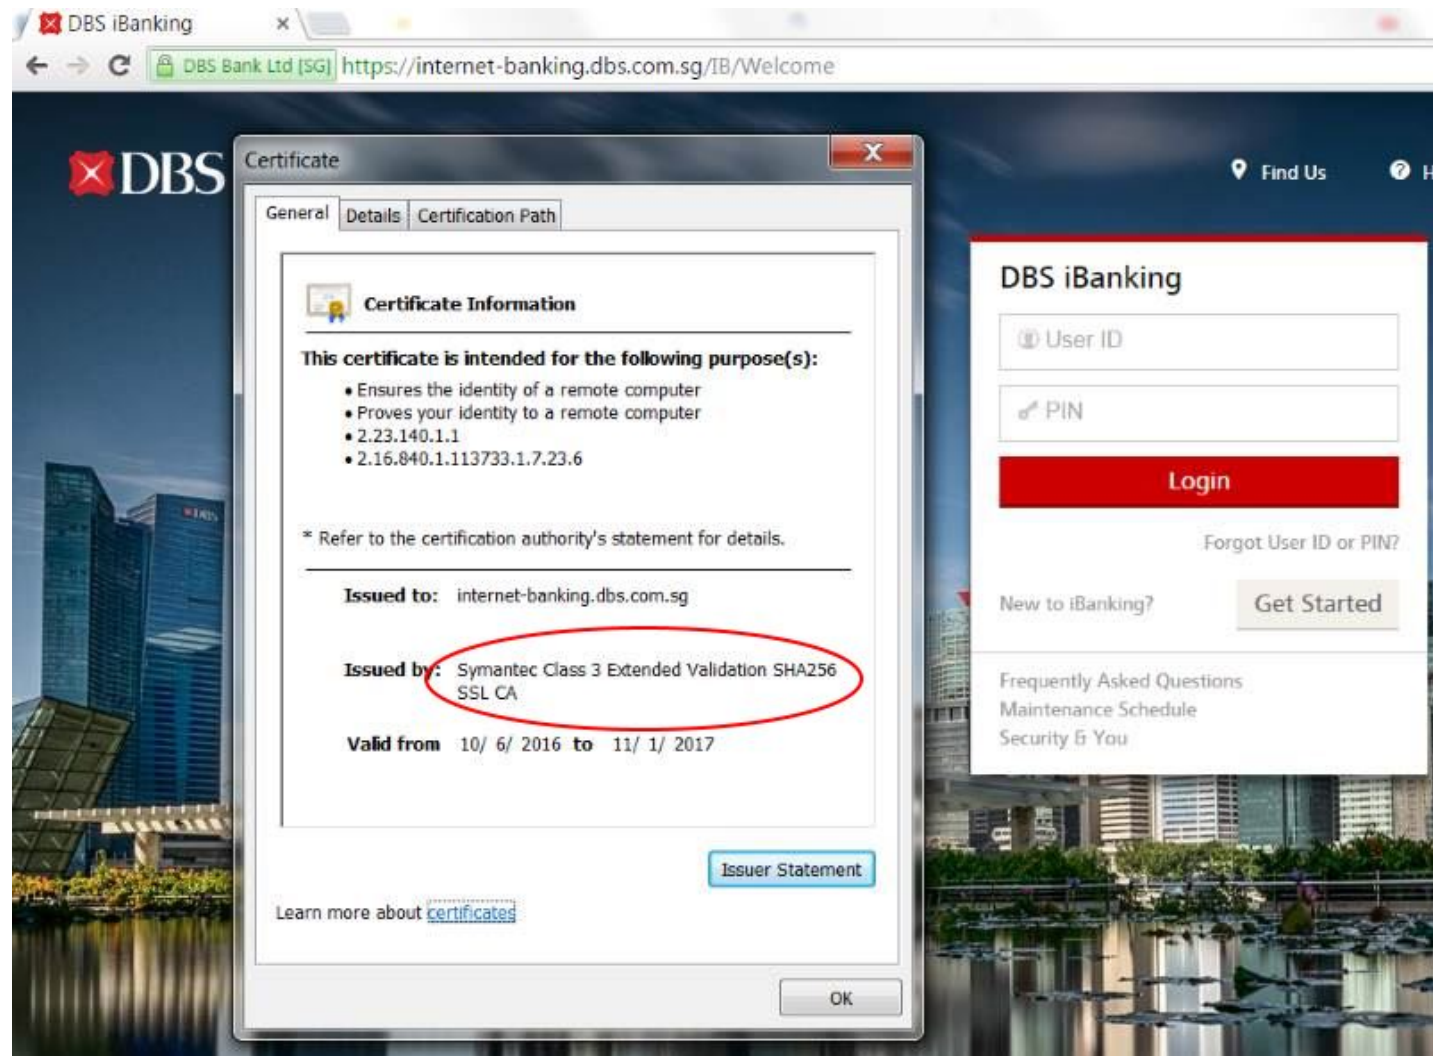 DBS iBanking
DBS Bank Ltd [SG] https://internet-banking.dbs.com.sg/IB/Welcome
DBS
Find Us
H
Certificate
General Details Certification Path
Certificate Information
This certificate is intended for the following purpose(s):
• Ensures the identity of a remote computer
• Proves your identity to a remote computer
• 2.23.140.1.1
• 2.16.840.1.113733.1.7.23.6
* Refer to the certification authority's statement for details.
Issued to: internet-banking.dbs.com.sg
Issued by: Symantec Class 3 Extended Validation SHA256
SSL CA
Valid from 10/ 6/ 2016 to 11/ 1/ 2017
Issuer Statement
Learn more about certificates
OK
DBS iBanking
User ID
PIN
Login
Forgot User ID or PIN?
New to iBanking? Get Started
Frequently Asked Questions
Maintenance Schedule
Security & You
DBS